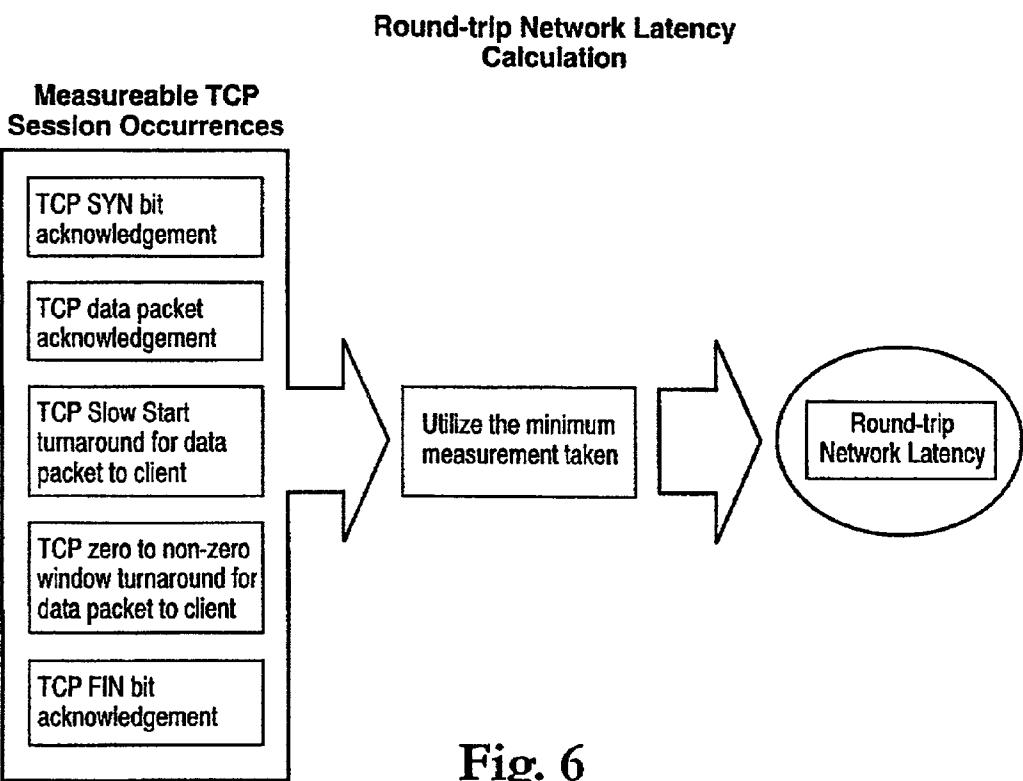 Round-trip Network Latency
Calculation
Measureable TCP
Session Occurrences
TCP SYN bit
acknowledgement
TCP data packet
acknowledgement
TCP Slow Start
turnaround for data
packet to client
TCP zero to non-zero
window turnaround for
data packet to client
TCP FIN bit
acknowledgement
Utilize the minimum
measurement taken
Round-trip
Network Latency
Fig. 6